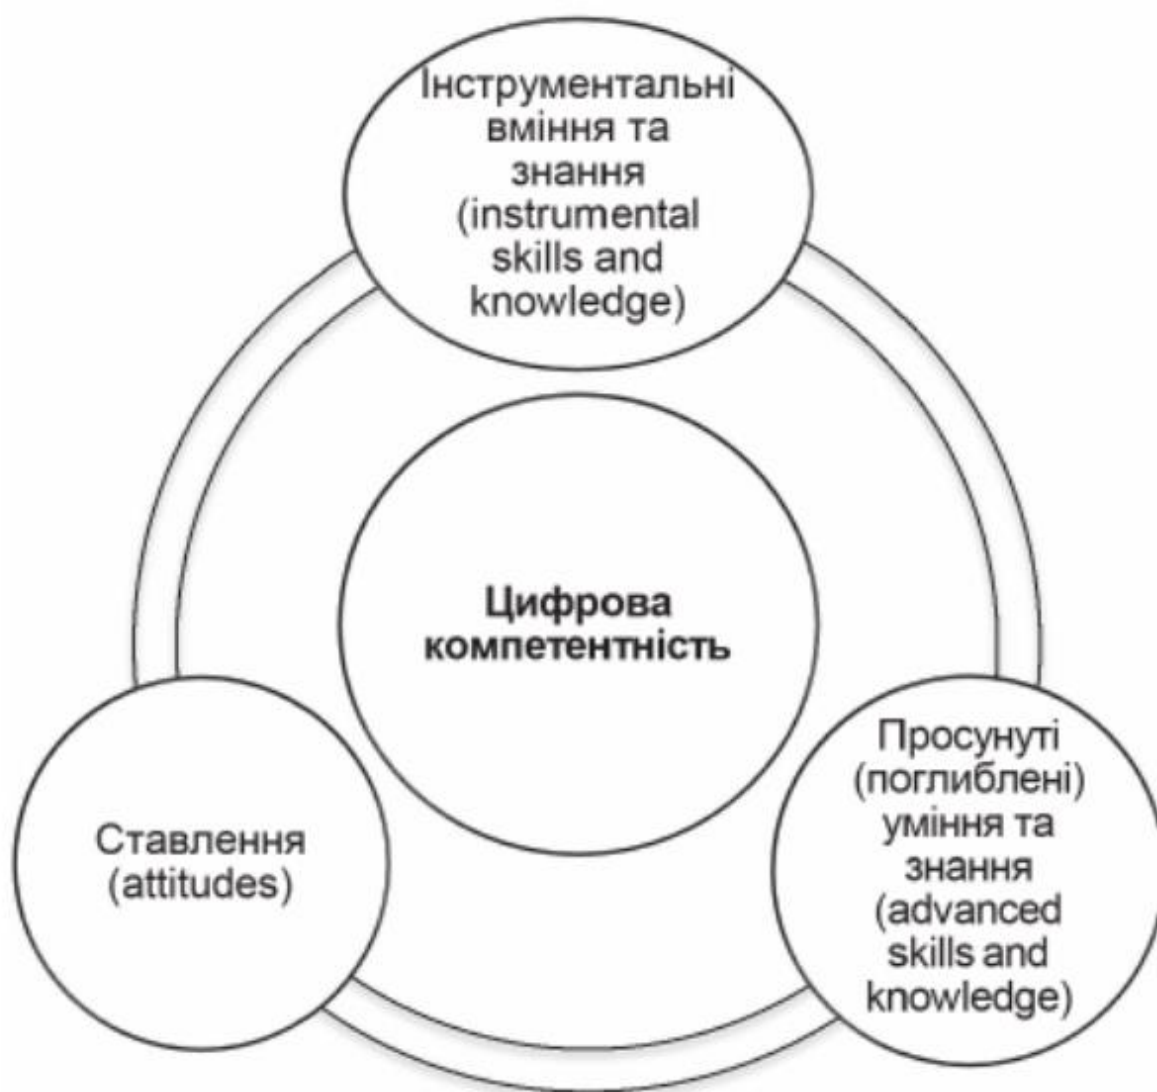 Інструментальні
вміння та
знання
(instrumental
skills and
knowledge)
Цифрова
компетентність
Ставлення
(attitudes)
Просунуті
(поглиблені)
уміння та
знання
(advanced
skills and
knowledge)